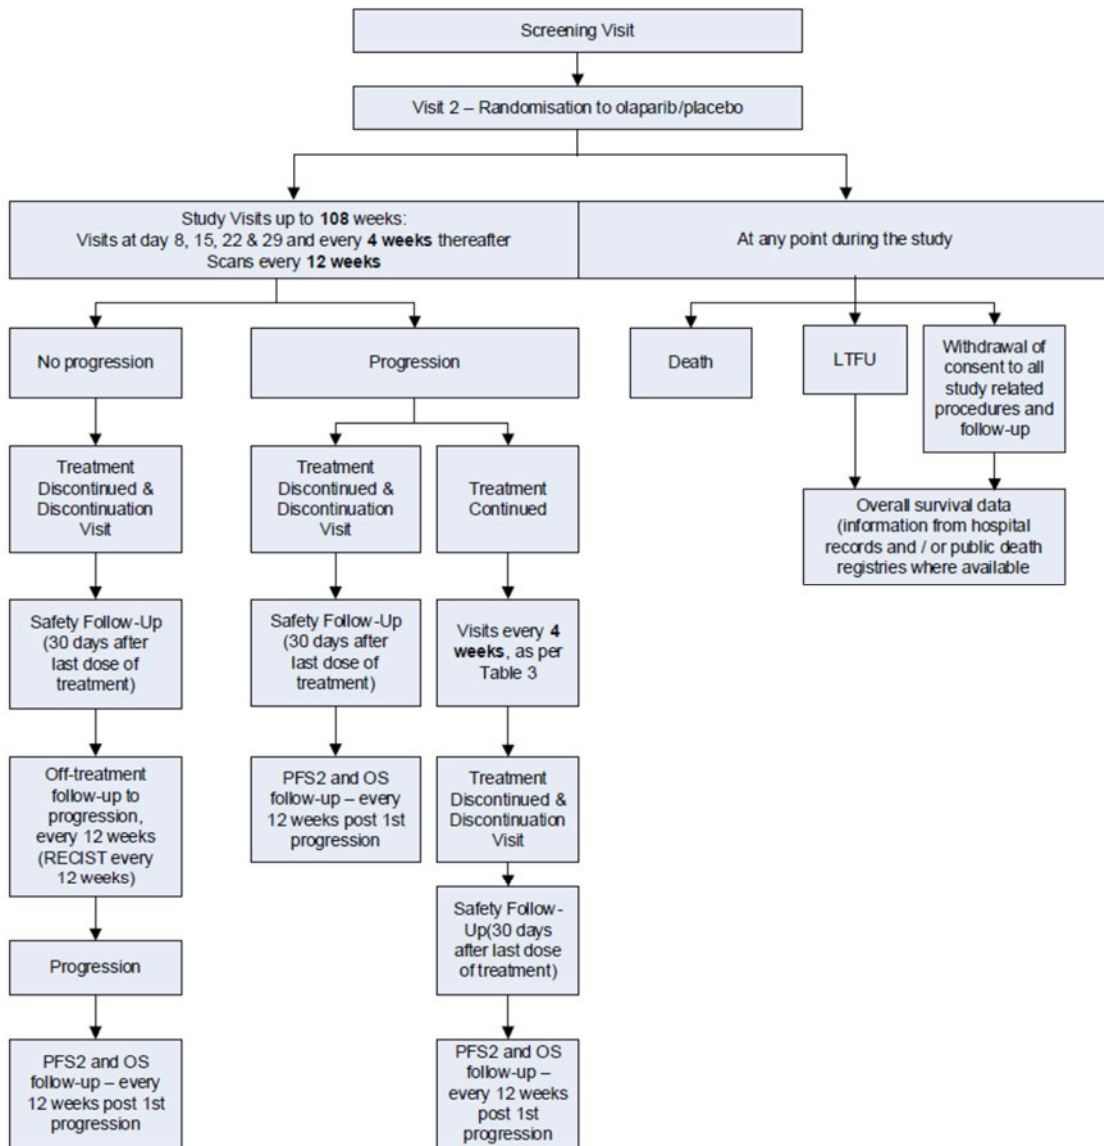 Screening Visit
Visit 2 – Randomisation to olaparib/placebo
Study Visits up to 108 weeks:
Visits at day 8, 15, 22 & 29 and every 4 weeks thereafter
Scans every 12 weeks
At any point during the study
No progression
Progression
Death
LTFU
Withdrawal of
consent to all
study related
procedures and
follow-up
Treatment
Discontinued &
Discontinuation
Visit
Treatment
Discontinued &
Discontinuation
Visit
Treatment
Continued
Overall survival data
(information from hospital
records and / or public death
registries where available
Safety Follow-Up
(30 days after
last dose of
treatment)
Safety Follow-Up
(30 days after
last dose of
treatment)
Visits every 4
weeks, as per
Table 3
Off-treatment
follow-up to
progression,
every 12 weeks
(RECIST every
12 weeks)
PFS2 and OS
follow-up – every
12 weeks post 1st
progression
Treatment
Discontinued &
Discontinuation
Visit
Safety Follow-
Up(30 days
after last dose
of treatment)
Progression
PFS2 and OS
follow-up – every
12 weeks post 1st
progression
PFS2 and OS
follow-up –
every 12 weeks
post 1st
progression